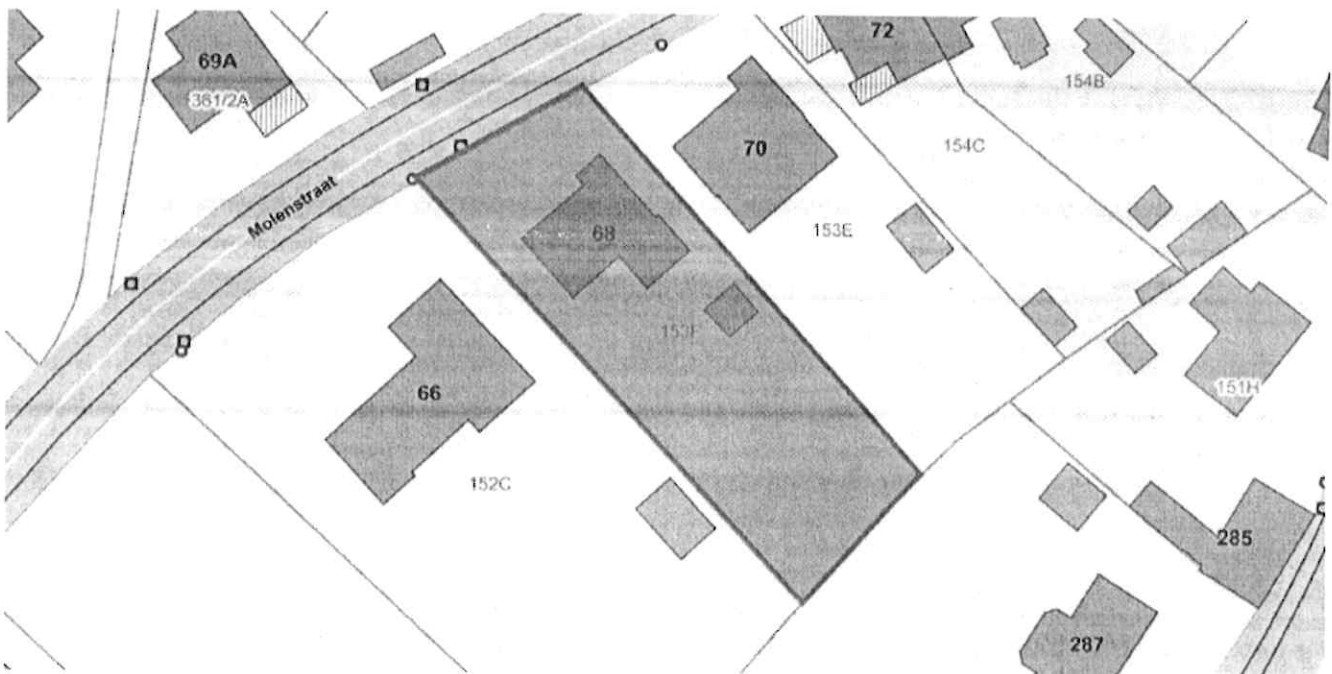 72
69A
361/2A
154B
70
154C
Molenstraat
68
153E
153F
66
151H
152C
285
287